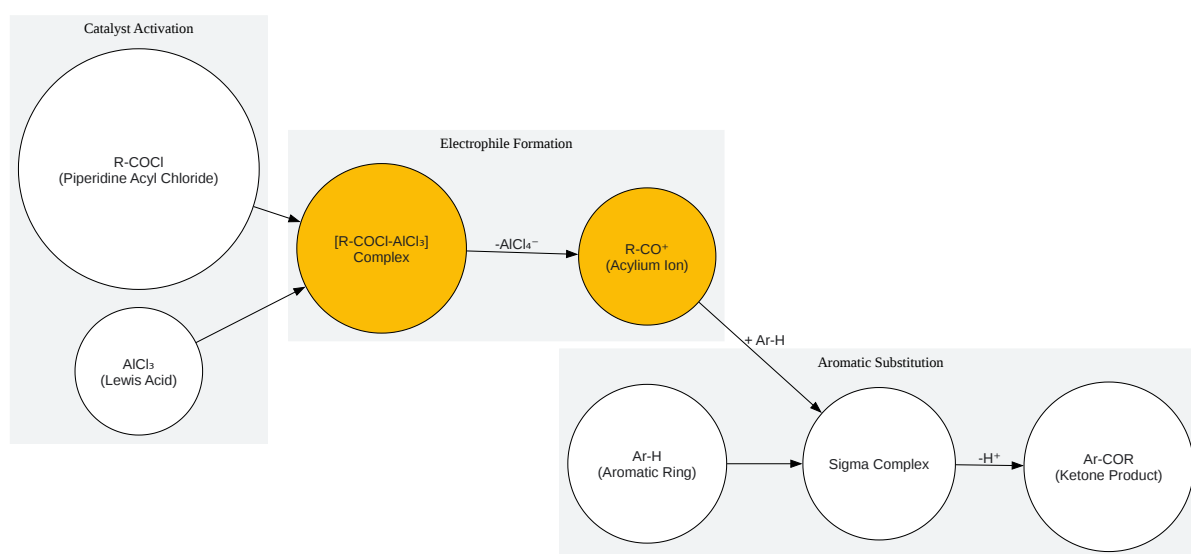 Catalyst Activation
R-COCl
(Piperidine Acyl Chloride)
AlCl₃
(Lewis Acid)
Electrophile Formation
[R-COCl-AlCl₃]
Complex
-AlCl₄⁻
R-CO⁺
(Acylium Ion)
+ Ar-H
Aromatic Substitution
Ar-H
(Aromatic Ring)
Sigma Complex
-H⁺
Ar-COR
(Ketone Product)